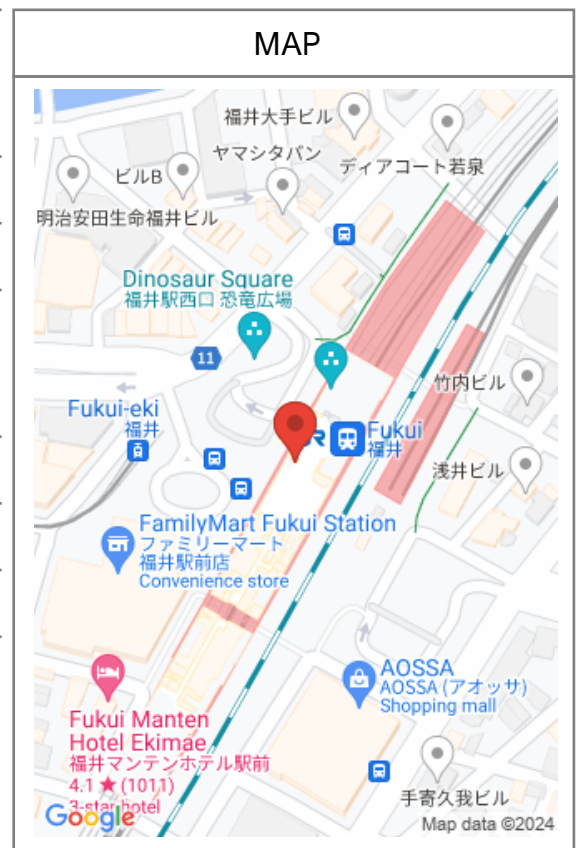 MAP
福井大手ビル
ヤマシタパン
ディアコート若泉
ビルB
明治安田生命福井ビル
Dinosaur Square
福井駅西口 恐竜広場
11
竹内ビル
Fukui-eki
福井
Fukui
福井
浅井ビル
FamilyMart Fukui Station
ファミリーマート
福井駅前店
Convenience store
AOSSA
AOSSA (アオッサ)
Shopping mall
Fukui Manten
Hotel Ekimae
福井マンテンホテル駅前
4.1 ★ (1011)
3-star hotel
手寄久我ビル
Google
Map data ©2024